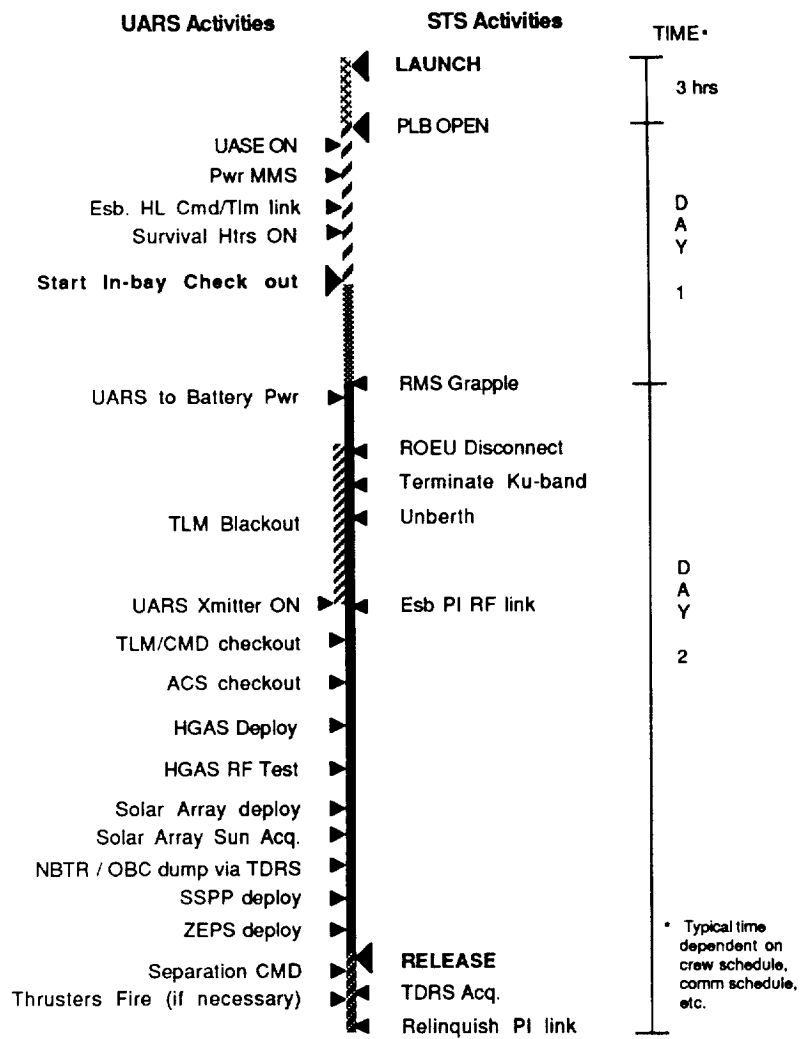 UARS Activities STS Activities TIME*
LAUNCH
3 hrs
PLB OPEN
UASE ON
Pwr MMS
Esb. HL Cmd/Tlm link
Survival Htrs ON
Start In-bay Check out
DAY 1
RMS Grapple
UARS to Battery Pwr
ROEU Disconnect
Terminate Ku-band
TLM Blackout
Unberth
UARS Xmitter ON
Esb PI RF link
DAY 2
TLM/CMD checkout
ACS checkout
HGAS Deploy
HGAS RF Test
Solar Array deploy
Solar Array Sun Acq.
NBTR / OBC dump via TDRS
SSPP deploy
ZEPS deploy
RELEASE
Separation CMD
TDRS Acq.
Thrusters Fire (if necessary)
Relinquish PI link
* Typical time
dependent on
crew schedule,
comm schedule,
etc.